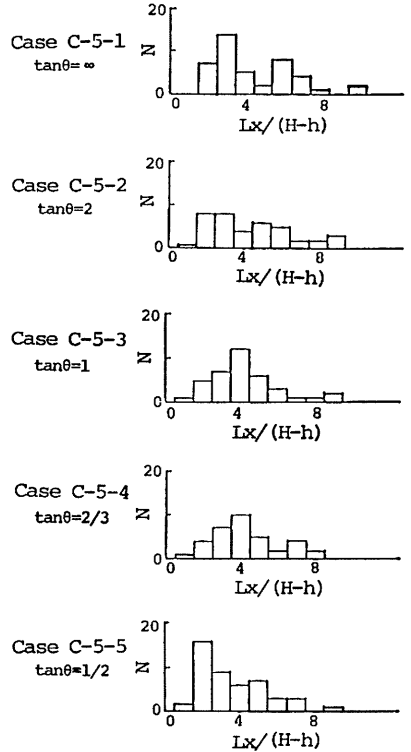 20
Case C-5-1
tanθ=∞
N
0
0 4 8
Lx/(H-h)
20
Case C-5-2
tanθ=2
N
0
0 4 8
Lx/(H-h)
20
Case C-5-3
tanθ=1
N
0
0 4 8
Lx/(H-h)
20
Case C-5-4
tanθ=2/3
N
0
0 4 8
Lx/(H-h)
20
Case C-5-5
tanθ=1/2
N
0
0 4 8
Lx/(H-h)